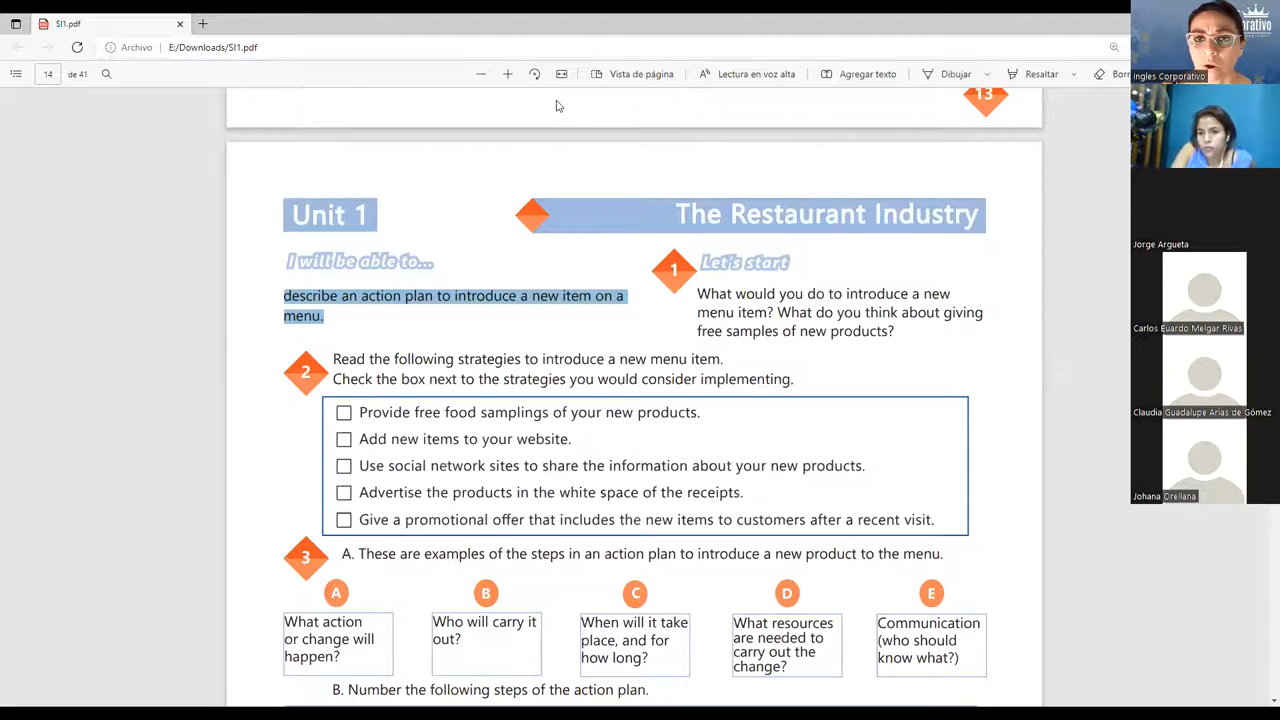 SI1.pdf
Archivo
E:/Downloads/SI1.pdf
14
de 41
Vista de página
Lectura en voz alta
Agregar texto
Dibujar
Resaltar
Borr
13
Unit 1
The Restaurant Industry
I will be able to...
describe an action plan to introduce a new item on a
menu.
1
Let's start
What would you do to introduce a new
menu item? What do you think about giving
free samples of new products?
2
Read the following strategies to introduce a new menu item.
Check the box next to the strategies you would consider implementing.
Provide free food samplings of your new products.
Add new items to your website.
Use social network sites to share the information about your new products.
Advertise the products in the white space of the receipts.
Give a promotional offer that includes the new items to customers after a recent visit.
3
A. These are examples of the steps in an action plan to introduce a new product to the menu.
A
What action
or change will
happen?
B
Who will carry it
out?
C
When will it take
place, and for
how long?
D
What resources
are needed to
carry out the
change?
E
Communication
(who should
know what?)
B. Number the following steps of the action plan.
orativo
Ingles Corporativo
Jorge Argueta
Carlos Euardo Melgar Rivas
Claudia Guadalupe Arias de Gómez
Johana Orellana